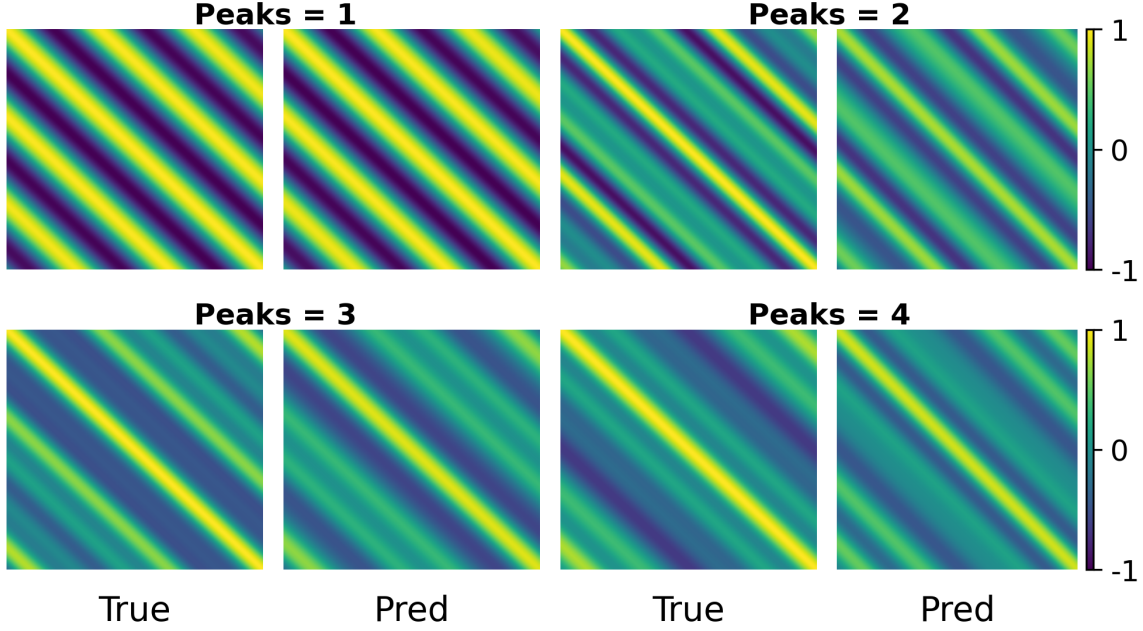 Peaks = 1
Peaks = 2
1
0
-1
Peaks = 3
Peaks = 4
1
0
-1
True
Pred
True
Pred